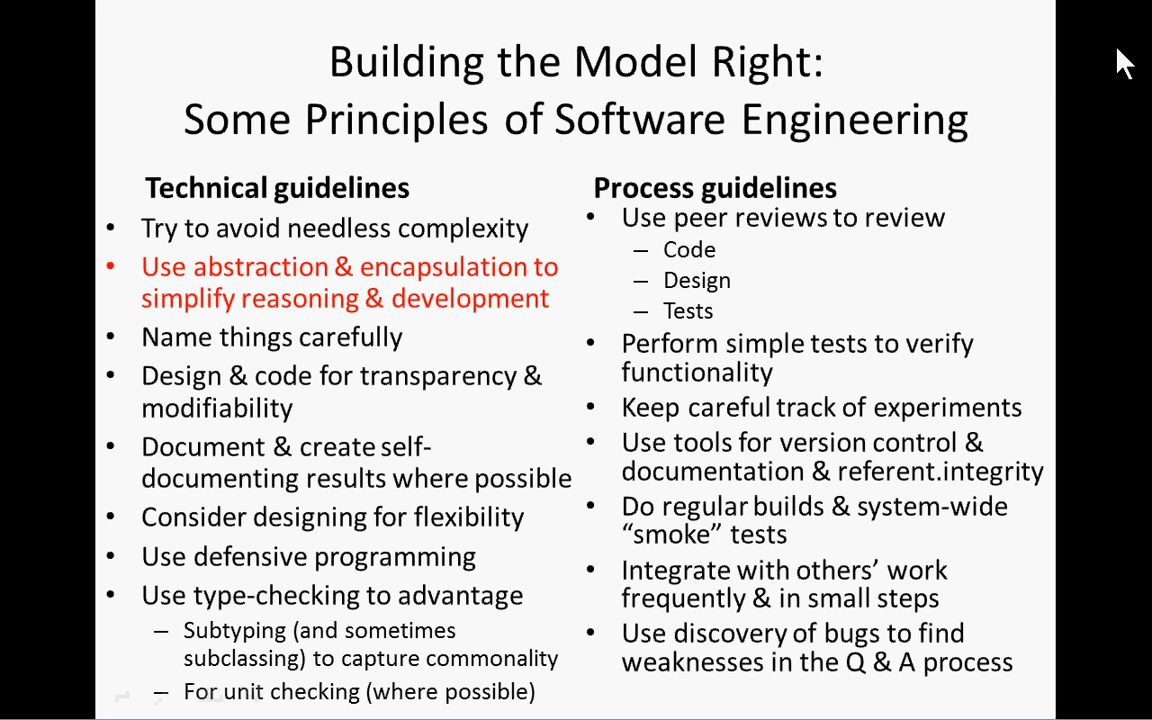 Building the Model Right:
Some Principles of Software Engineering
Technical guidelines
• Try to avoid needless complexity
• Use abstraction & encapsulation to
simplify reasoning & development
• Name things carefully
• Design & code for transparency &
modifiability
• Document & create self-
documenting results where possible
• Consider designing for flexibility
• Use defensive programming
• Use type-checking to advantage
– Subtyping (and sometimes
subclassing) to capture commonality
– For unit checking (where possible)
Process guidelines
• Use peer reviews to review
– Code
– Design
– Tests
• Perform simple tests to verify
functionality
• Keep careful track of experiments
• Use tools for version control &
documentation & referent.integrity
• Do regular builds & system-wide
“smoke” tests
• Integrate with others’ work
frequently & in small steps
• Use discovery of bugs to find
weaknesses in the Q & A process